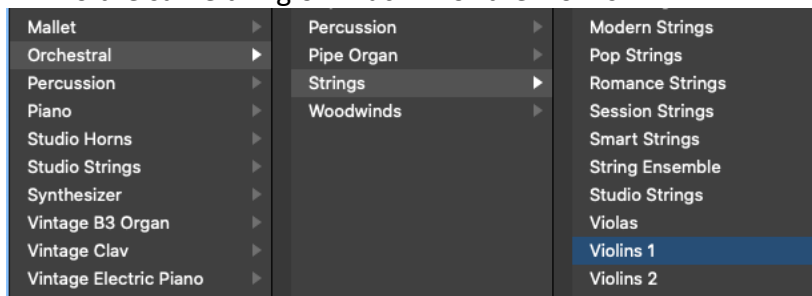 Mallet
Orchestral
Percussion
Piano
Studio Horns
Studio Strings
Synthesizer
Vintage B3 Organ
Vintage Clav
Vintage Electric Piano
Percussion
Pipe Organ
Strings
Woodwinds
Modern Strings
Pop Strings
Romance Strings
Session Strings
Smart Strings
String Ensemble
Studio Strings
Violas
Violins 1
Violins 2